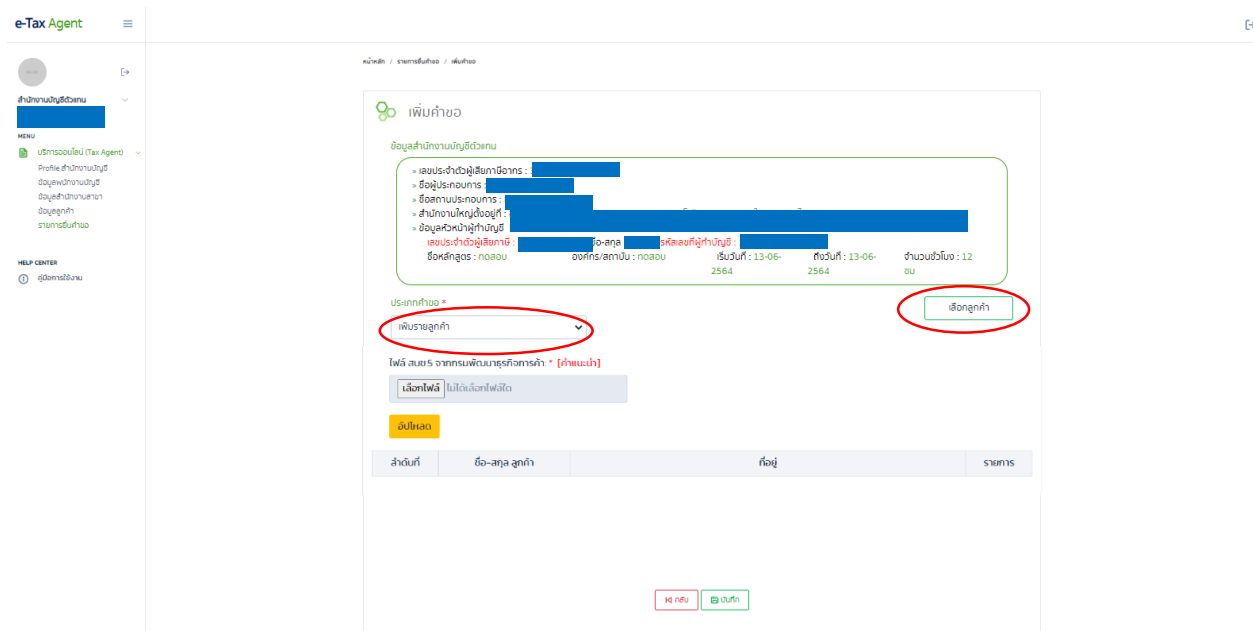 e-Tax Agent
หน้าหลัก / รายการยื่นคำขอ / เพิ่มคำขอ
สำนักงานบัญชีตัวแทน
MENU
บริการออนไลน์ (Tax Agent)
Profile สำนักงานบัญชี
ข้อมูลพนักงานบัญชี
ข้อมูลสำนักงานสาขา
ข้อมูลลูกค้า
รายการยื่นคำขอ
HELP CENTER
คู่มือการใช้งาน
เพิ่มคำขอ
ข้อมูลสำนักงานบัญชีตัวแทน
» เลขประจำตัวผู้เสียภาษีอากร :
» ชื่อผู้ประกอบการ :
» ชื่อสถานประกอบการ :
» สำนักงานใหญ่ตั้งอยู่ที่ :
» ข้อมูลหัวหน้าผู้ทำบัญชี
เลขประจำตัวผู้เสียภาษี : ชื่อ-สกุล รหัสเลขที่ผู้ทำบัญชี :
ชื่อหลักสูตร : ทดสอบ องค์กร/สถาบัน : ทดสอบ เริ่มวันที่ : 13-06-2564 ถึงวันที่ : 13-06-2564 จำนวนชั่วโมง : 12 ชม
ประเภทคำขอ *
เลือกลูกค้า
เพิ่มรายลูกค้า
ไฟล์ สบช.5 จากกรมพัฒนาธุรกิจการค้า * [คำแนะนำ]
เลือกไฟล์ ไม่ได้เลือกไฟล์ใด
อัปโหลด
ลำดับที่ ชื่อ-สกุล ลูกค้า ที่อยู่ รายการ
กลับ บันทึก